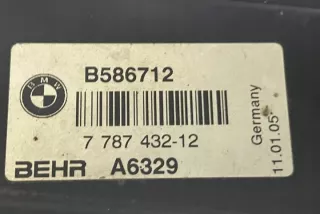 BMW
B586712
7 787 432-12
BEHR A6329
Germany
11.01.05